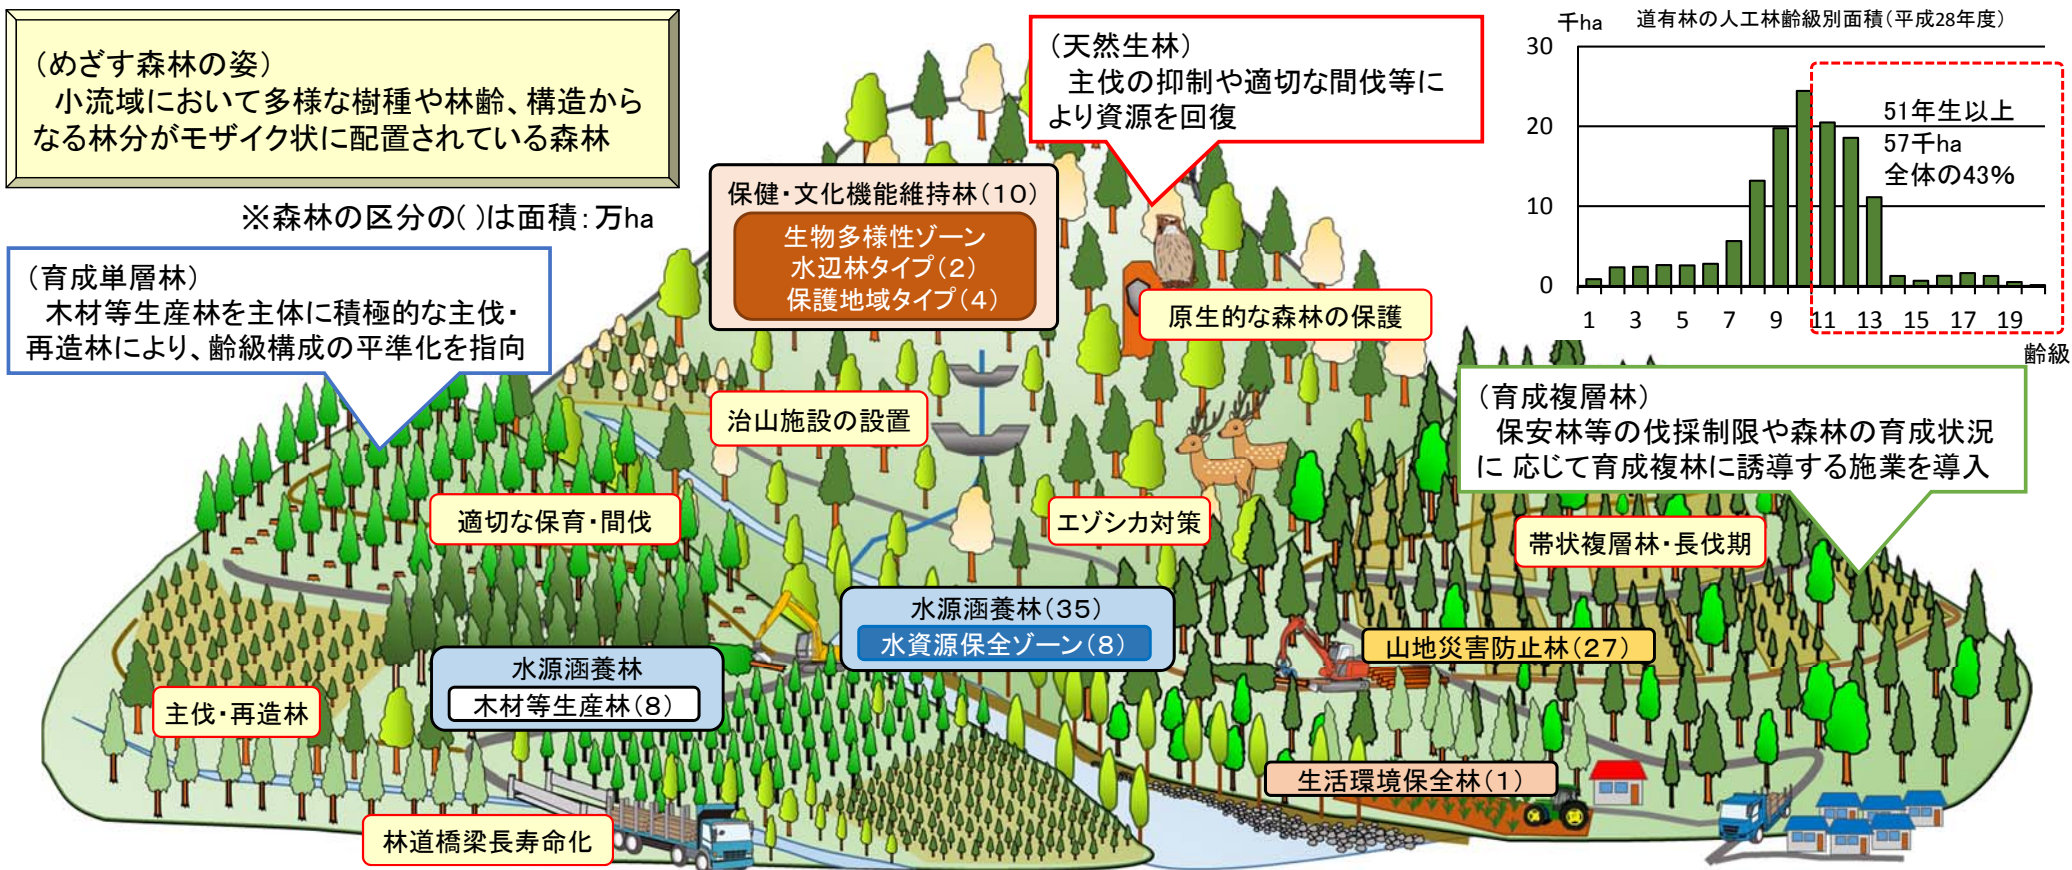 （めざす森林の姿）
小流域において多様な樹種や林齢、構造から
なる林分がモザイク状に配置されている森林
※森林の区分の（ ）は面積：万ha
（育成単層林）
木材等生産林を主体に積極的な主伐・
再造林により、齢級構成の平準化を指向
（天然生林）
主伐の抑制や適切な間伐等に
より資源を回復
保健・文化機能維持林（10）
生物多様性ゾーン
水辺林タイプ（2）
保護地域タイプ（4）
原生的な森林の保護
千ha
道有林の人工林齢級別面積（平成28年度）
30
20
10
0
51年生以上
57千ha
全体の43%
1 3 5 7 9 11 13 15 17 19
齢級
（育成複層林）
保安林等の伐採制限や森林の育成状況
に 応じて育成複林に誘導する施業を導入
治山施設の設置
適切な保育・間伐
エゾシカ対策
帯状複層林・長伐期
水源涵養林（35）
水資源保全ゾーン（8）
山地災害防止林（27）
水源涵養林
木材等生産林（8）
主伐・再造林
生活環境保全林（1）
林道橋梁長寿命化